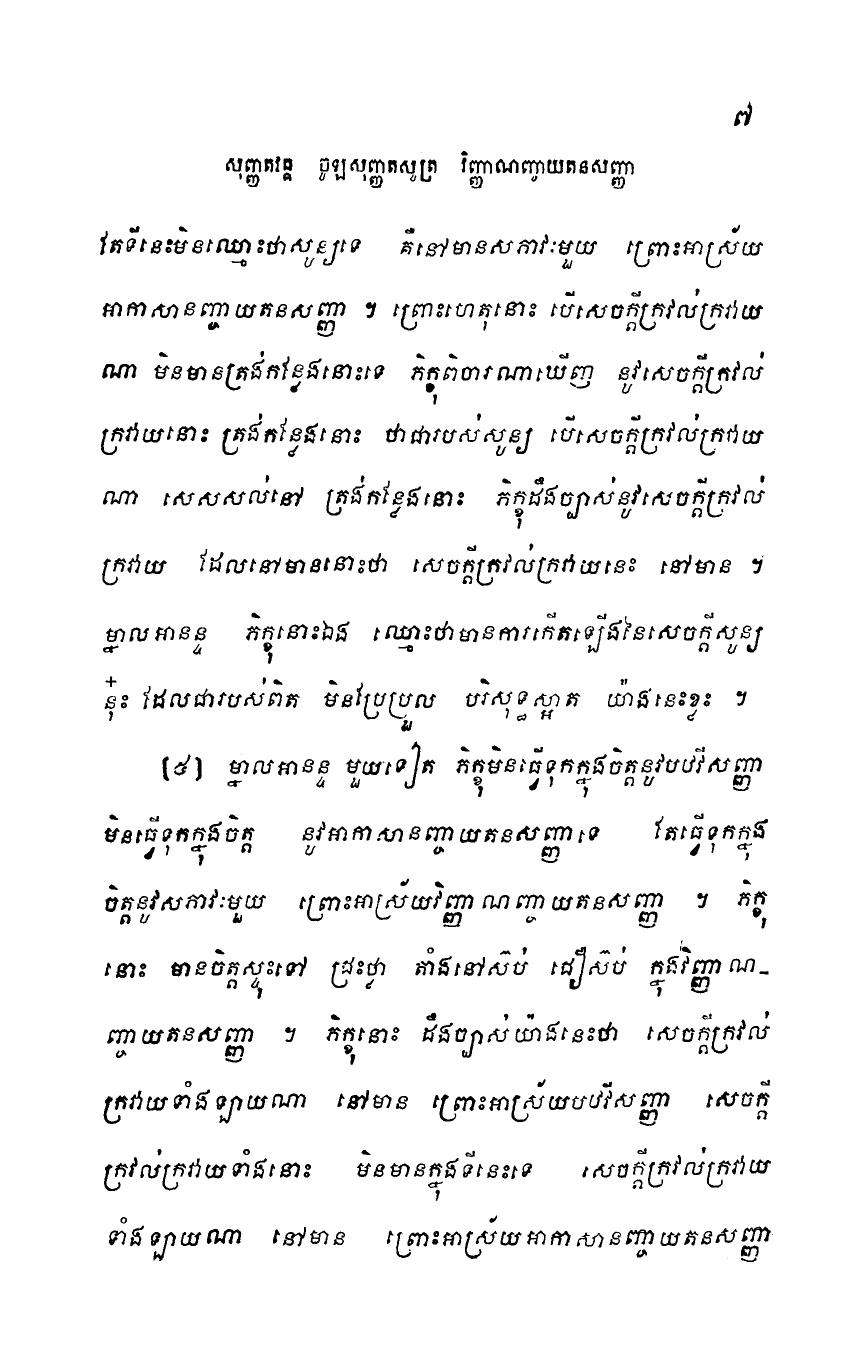 ៧
សុញ្ញតវគ្គ ចូឡសុញ្ញតសូត្រ វិញ្ញាណញ្ចាយតនសញ្ញា
តែទីនេះមិនឈ្មោះថាសូន្យទេ គឺនៅមានសភាវៈមួយ ព្រោះអាស្រ័យ
អាកាសានញ្ចាយតនសញ្ញា ។ ព្រោះហេតុនោះ បើសេចក្តីក្រវល់ក្រវាយ
ណា មិនមានត្រង់កន្លែងនោះទេ ភិក្ខុពិចារណាឃើញ នូវសេចក្តីក្រវល់
ក្រវាយនោះ ត្រង់កន្លែងនោះ ថាជារបស់សូន្យ បើសេចក្តីក្រវល់ក្រវាយ
ណា សេសសល់នៅ ត្រង់កន្លែងនោះ ភិក្ខុដឹងច្បាស់នូវសេចក្តីក្រវល់
ក្រវាយ ដែលនៅមាននោះថា សេចក្តីក្រវល់ក្រវាយនេះ នៅមាន ។
ម្នាលអានន្ទ ភិក្ខុនោះឯង ឈ្មោះថាមានការកើតឡើងនៃសេចក្តីសូន្យ
នុ៎ះ ដែលជារបស់ពិត មិនប្រែប្រួល បរិសុទ្ធស្អាត យ៉ាងនេះខ្លះ ។
(៤) ម្នាលអានន្ទ មួយទៀត ភិក្ខុមិនធ្វើទុកក្នុងចិត្តនូវបឋវីសញ្ញា
មិនធ្វើទុកក្នុងចិត្ត នូវអាកាសានញ្ចាយតនសញ្ញាទេ តែធ្វើទុកក្នុង
ចិត្តនូវសភាវៈមួយ ព្រោះអាស្រ័យវិញ្ញាណញ្ចាយតនសញ្ញា ។ ភិក្ខុ
នោះ មានចិត្តស្ទុះទៅ ជ្រះថ្លា តាំងនៅស៊ប់ ជឿស៊ប់ ក្នុងវិញ្ញាណ-
ញ្ចាយតនសញ្ញា ។ ភិក្ខុនោះ ដឹងច្បាស់យ៉ាងនេះថា សេចក្តីក្រវល់
ក្រវាយទាំងឡាយណា នៅមាន ព្រោះអាស្រ័យបឋវីសញ្ញា សេចក្តី
ក្រវល់ក្រវាយទាំងនោះ មិនមានក្នុងទីនេះទេ សេចក្តីក្រវល់ក្រវាយ
ទាំងឡាយណា នៅមាន ព្រោះអាស្រ័យអាកាសានញ្ចាយតនសញ្ញា